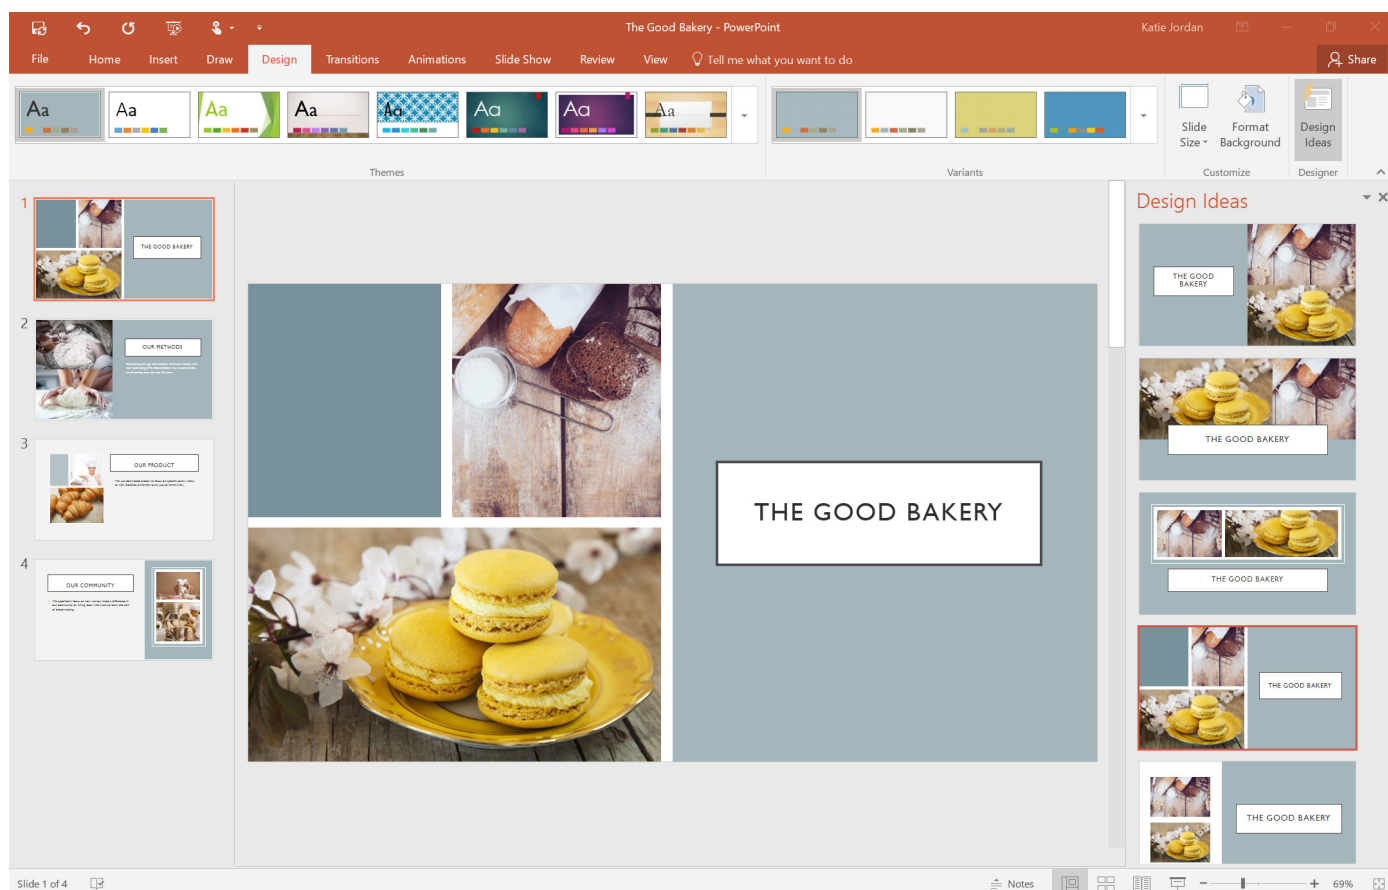 The Good Bakery - PowerPoint
Katie Jordan
File Home Insert Draw Design Transitions Animations Slide Show Review View Tell me what you want to do
Share
Aa Aa Aa Aa Aa Aa Aa Aa
Slide Size
Format Background
Design Ideas
Themes
Variants
Customize
Designer
1
THE GOOD BAKERY
2
OUR METHODS
3
OUR PRODUCT
4
OUR COMMUNITY
THE GOOD BAKERY
Design Ideas
THE GOOD
BAKERY
THE GOOD BAKERY
THE GOOD BAKERY
THE GOOD BAKERY
THE GOOD BAKERY
Slide 1 of 4
Notes
69%